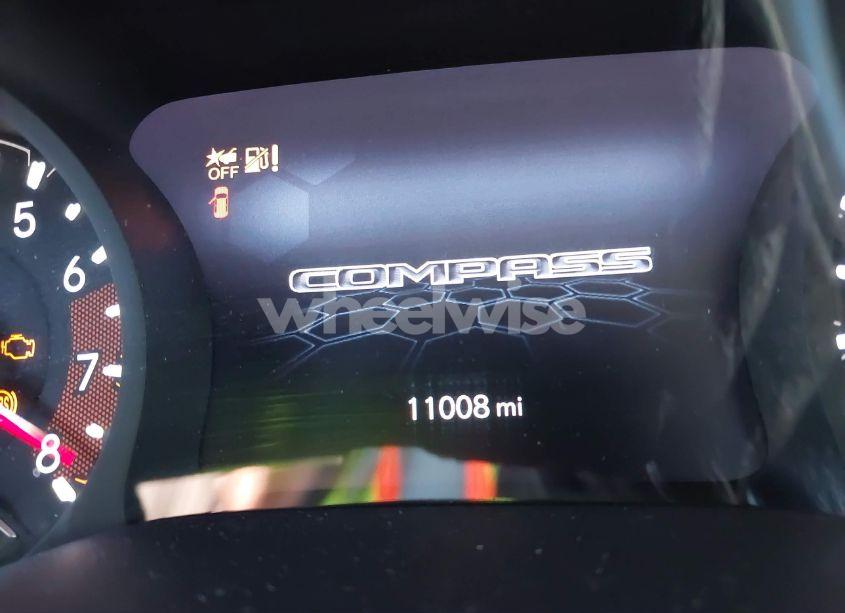 OFF !
5
6
COMPASS
wheelwise
7
11008 mi
8